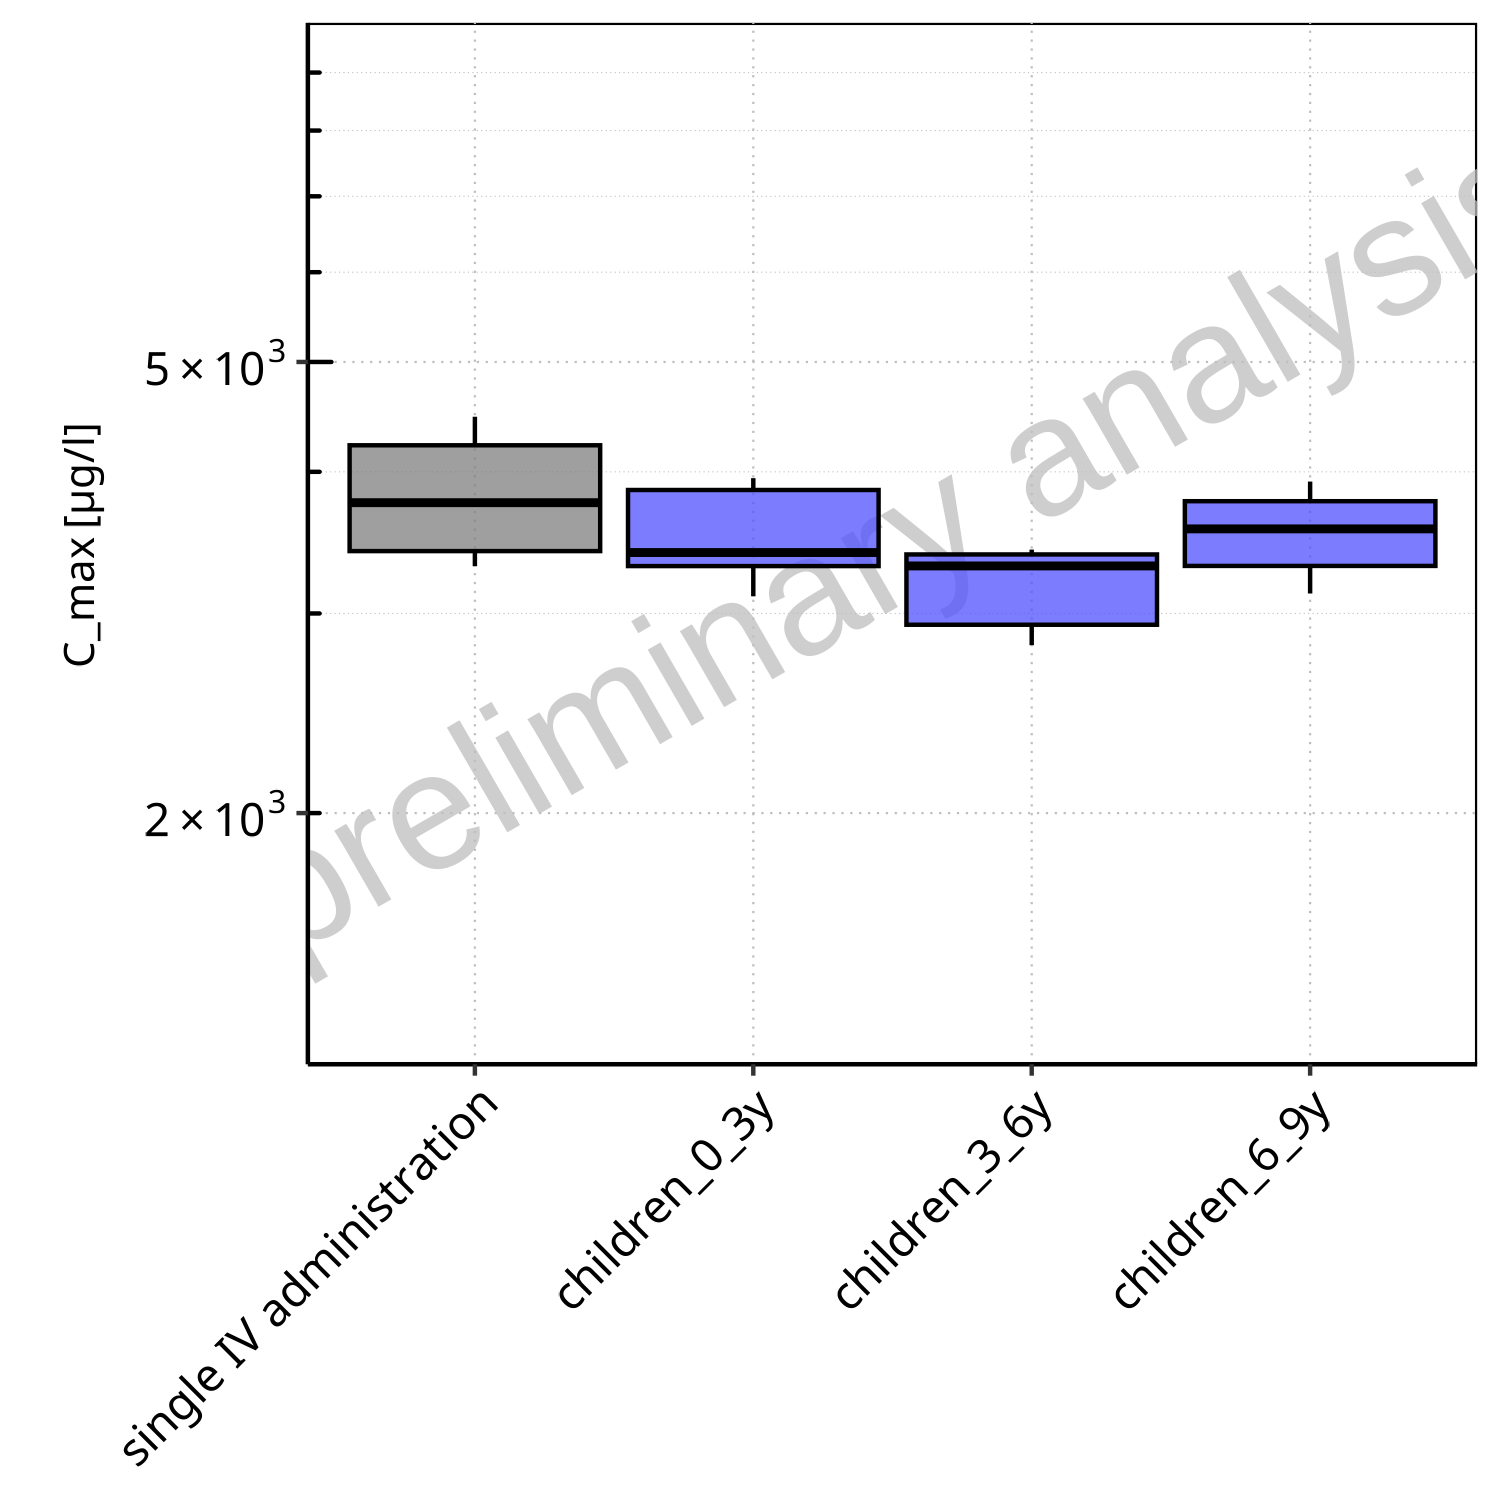 5 × 10³
C_max [µg/l]
2 × 10³
preliminary analysis
single IV administration
children_0_3y
children_3_6y
children_6_9y